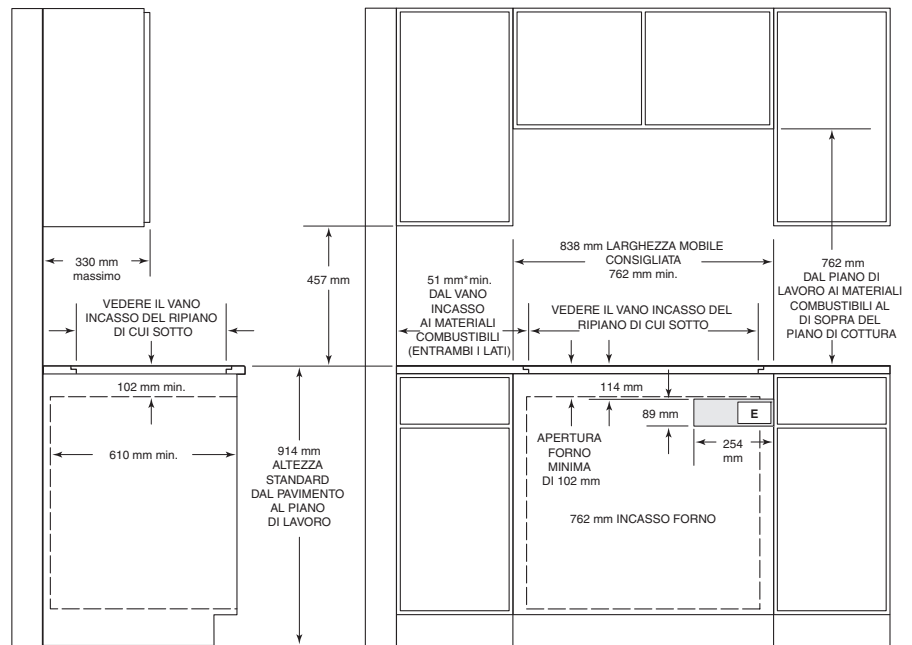 330 mm
massimo
VEDERE IL VANO
INCASSO DEL RIPIANO
DI CUI SOTTO
457 mm
51 mm*min.
DAL VANO
INCASSO
AI MATERIALI
COMBUSTIBILI
(ENTRAMBI I LATI)
838 mm LARGHEZZA MOBILE
CONSIGLIATA
762 mm min.
VEDERE IL VANO INCASSO DEL
RIPIANO DI CUI SOTTO
762 mm
DAL PIANO DI
LAVORO AI MATERIALI
COMBUSTIBILI AL
DI SOPRA DEL
PIANO DI COTTURA
102 mm min.
610 mm min.
914 mm
ALTEZZA
STANDARD
DAL PAVIMENTO
AL PIANO
DI LAVORO
114 mm
89 mm
E
254
mm
APERTURA
FORNO
MINIMA
DI 102 mm
762 mm INCASSO FORNO